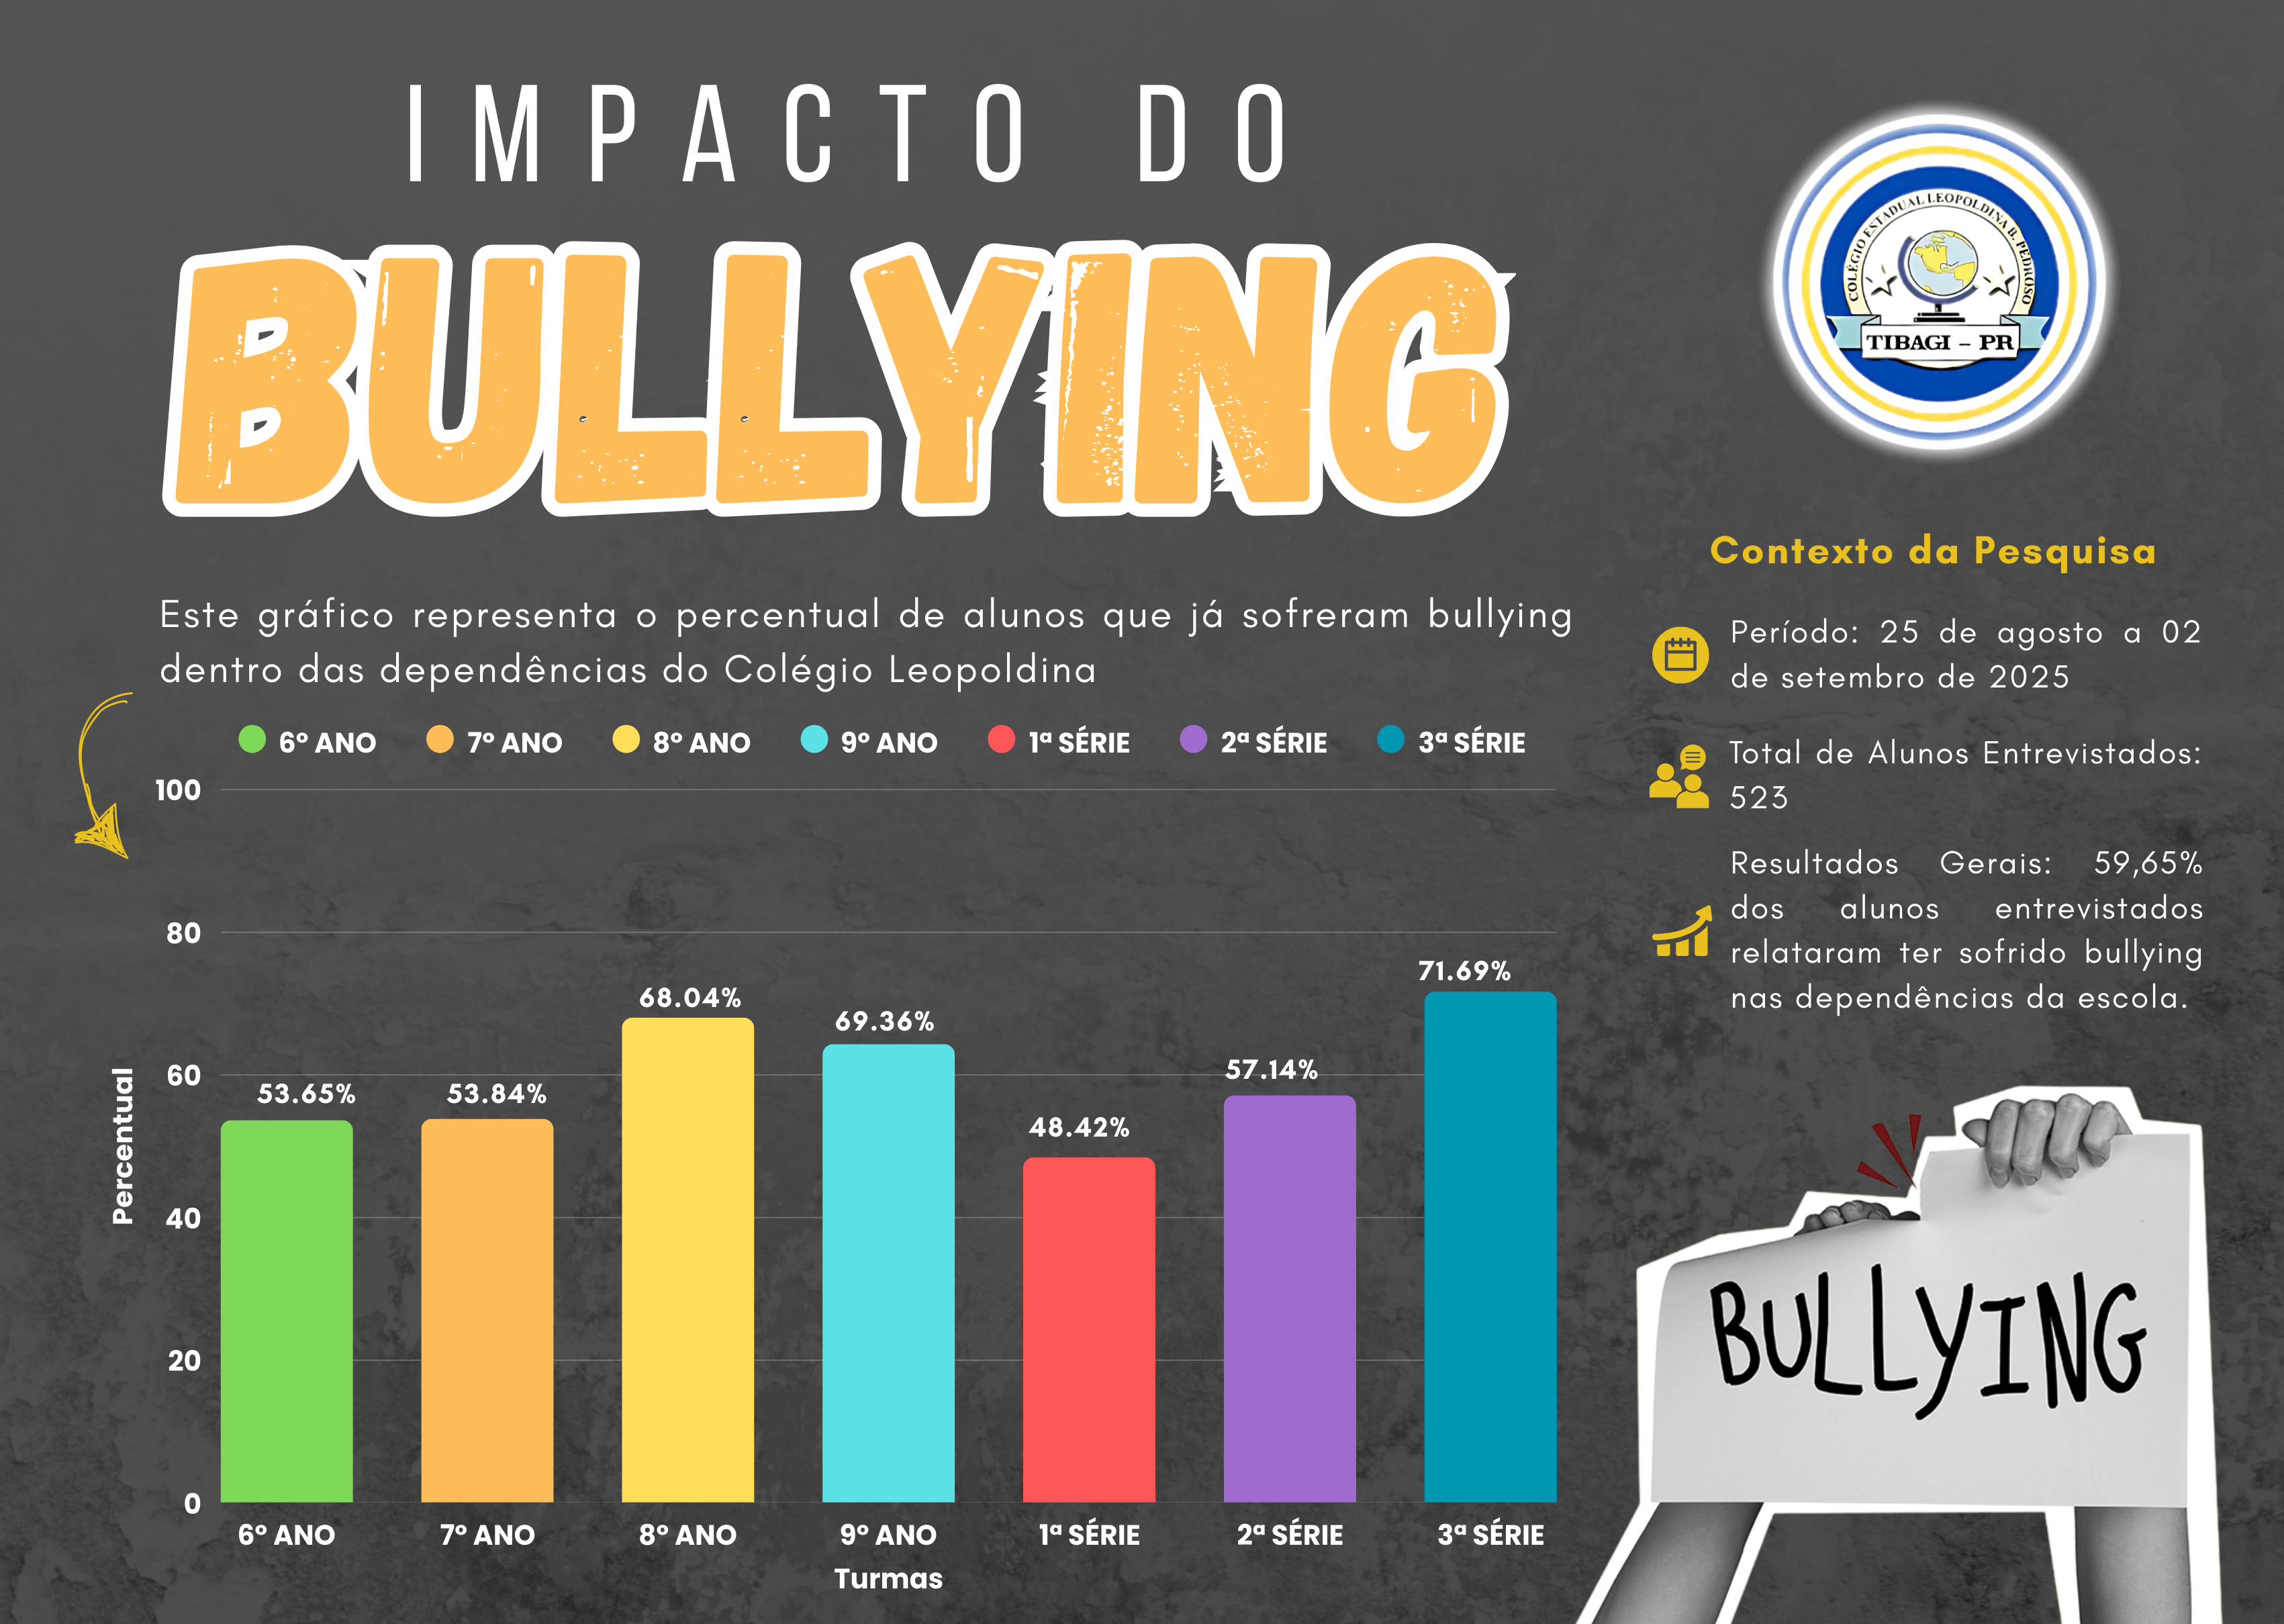 IMPACTO DO
BULLYING
COLÉGIO ESTADUAL LEOPOLDINA B. PEDROSO
TIBAGI - PR
Este gráfico representa o percentual de alunos que já sofreram bullying
dentro das dependências do Colégio Leopoldina
6º ANO 7º ANO 8º ANO 9º ANO 1ª SÉRIE 2ª SÉRIE 3ª SÉRIE
100
80
60
40
20
0
Percentual
53.65%
53.84%
68.04%
69.36%
48.42%
57.14%
71.69%
6º ANO 7º ANO 8º ANO 9º ANO 1ª SÉRIE 2ª SÉRIE 3ª SÉRIE
Turmas
Contexto da Pesquisa
Período: 25 de agosto a 02
de setembro de 2025
Total de Alunos Entrevistados:
523
Resultados Gerais: 59,65%
dos alunos entrevistados
relataram ter sofrido bullying
nas dependências da escola.
BULLYING